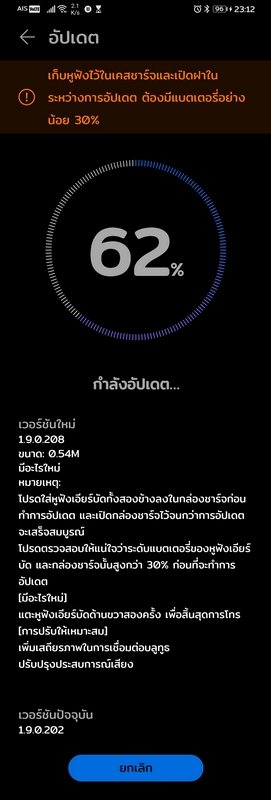 AIS VoWiFi 2.1 K/s 96 23:12
อัปเดต
เก็บหูฟังไว้ในเคสชาร์จและเปิดฝาใน
ระหว่างการอัปเดต ต้องมีแบตเตอรี่อย่าง
น้อย 30%
62%
กำลังอัปเดต...
เวอร์ชันใหม่
1.9.0.208
ขนาด: 0.54M
มีอะไรใหม่
หมายเหตุ:
โปรดใส่หูฟังเอียร์บัดทั้งสองข้างลงในกล่องชาร์จก่อน
ทำการอัปเดต และเปิดกล่องชาร์จไว้จนกว่าการอัปเดต
จะเสร็จสมบูรณ์
โปรดตรวจสอบให้แน่ใจว่าระดับแบตเตอรี่ของหูฟังเอียร์
บัด และกล่องชาร์จนั้นสูงกว่า 30% ก่อนที่จะทำการ
อัปเดต
[มีอะไรใหม่]
แตะหูฟังเอียร์บัดด้านขวาสองครั้ง เพื่อสิ้นสุดการโทร
[การปรับให้เหมาะสม]
เพิ่มเสถียรภาพในการเชื่อมต่อบลูทูธ
ปรับปรุงประสบการณ์เสียง
เวอร์ชันปัจจุบัน
1.9.0.202
ยกเลิก